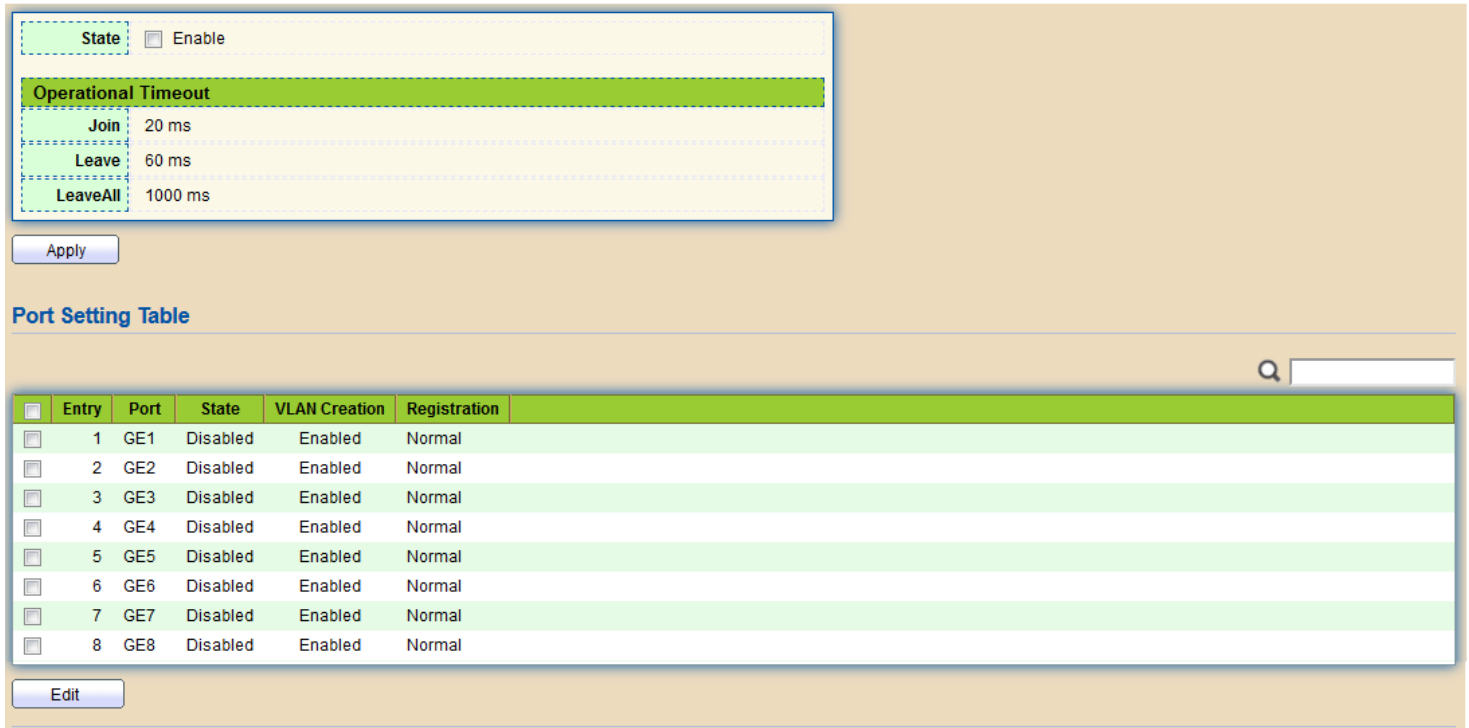 State Enable
Operational Timeout
Join 20 ms
Leave 60 ms
LeaveAll 1000 ms
Apply
Port Setting Table
Entry Port State VLAN Creation Registration
1 GE1 Disabled Enabled Normal
2 GE2 Disabled Enabled Normal
3 GE3 Disabled Enabled Normal
4 GE4 Disabled Enabled Normal
5 GE5 Disabled Enabled Normal
6 GE6 Disabled Enabled Normal
7 GE7 Disabled Enabled Normal
8 GE8 Disabled Enabled Normal
Edit